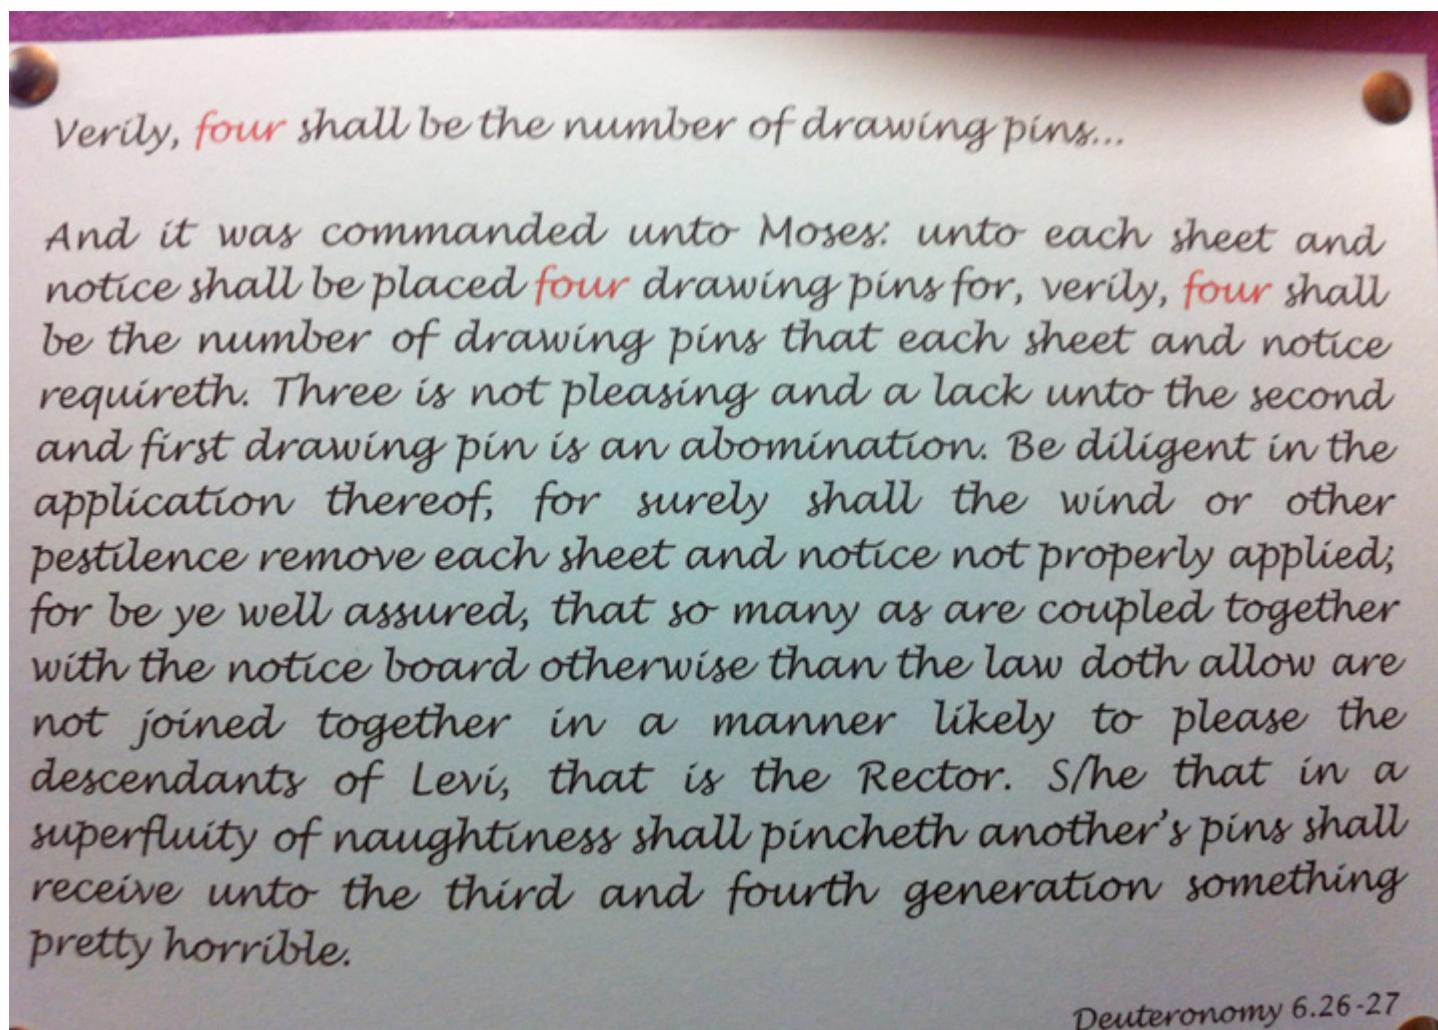 Verily, four shall be the number of drawing pins...
And it was commanded unto Moses: unto each sheet and
notice shall be placed four drawing pins for, verily, four shall
be the number of drawing pins that each sheet and notice
requireth. Three is not pleasing and a lack unto the second
and first drawing pin is an abomination. Be diligent in the
application thereof, for surely shall the wind or other
pestilence remove each sheet and notice not properly applied;
for be ye well assured, that so many as are coupled together
with the notice board otherwise than the law doth allow are
not joined together in a manner likely to please the
descendants of Levi, that is the Rector. S/he that in a
superfluity of naughtiness shall pincheth another's pins shall
receive unto the third and fourth generation something
pretty horrible.
Deuteronomy 6.26-27